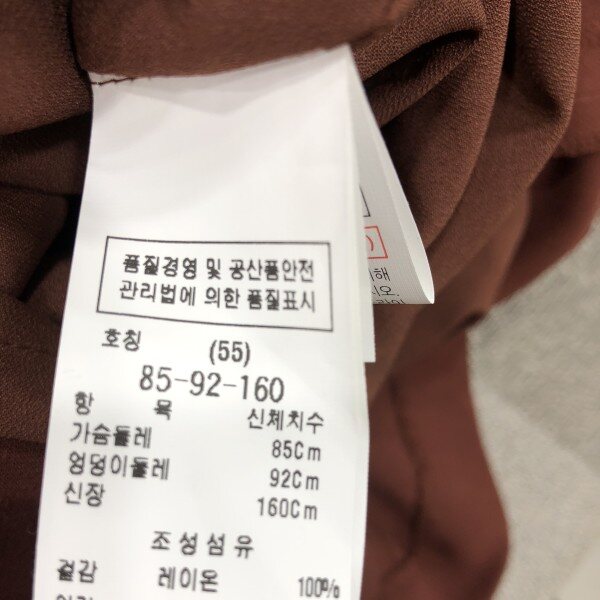 품질경영 및 공산품안전
관리법에 의한 품질표시
호칭 (55)
85-92-160
항 목 신체치수
가슴둘레 85Cm
엉덩이둘레 92Cm
신장 160Cm
조성섬유
겉감 레이온 100%